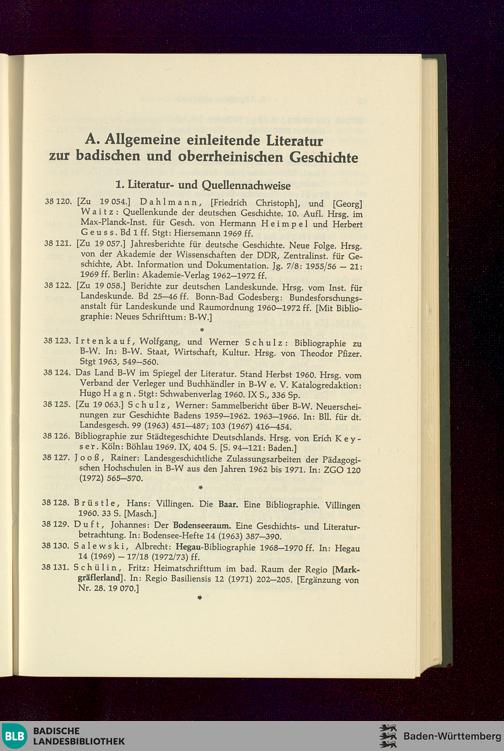 A. Allgemeine einleitende Literatur
zur badischen und oberrheinischen Geschichte
1. Literatur- und Quellennachweise
38 120. [Zu 19 054.] Dahlmann, [Friedrich Christoph], und [Georg]
Waitz: Quellenkunde der deutschen Geschichte. 10. Aufl. Hrsg. im
Max-Planck-Inst. für Gesch. von Hermann Heimpel und Herbert
Geuss. Bd 1 ff. Stgt: Hiersemann 1969 ff.
38 121. [Zu 19 057.] Jahresberichte für deutsche Geschichte. Neue Folge. Hrsg.
von der Akademie der Wissenschaften der DDR, Zentralinst. für Ge-
schichte, Abt. Information und Dokumentation. Jg. 7/8: 1955/56 — 21:
1969 ff. Berlin: Akademie-Verlag 1962—1972 ff.
38 122. [Zu 19 058.] Berichte zur deutschen Landeskunde. Hrsg. vom Inst. für
Landeskunde. Bd 25—46 ff. Bonn-Bad Godesberg: Bundesforschungs-
anstalt für Landeskunde und Raumordnung 1960—1972 ff. [Mit Biblio-
graphie: Neues Schrifttum: B-W.]
*
38 123. Irtenkauf, Wolfgang, und Werner Schulz: Bibliographie zu
B-W. In: B-W. Staat, Wirtschaft, Kultur. Hrsg. von Theodor Pfizer.
Stgt 1963, 549—560.
38 124. Das Land B-W im Spiegel der Literatur. Stand Herbst 1960. Hrsg. vom
Verband der Verleger und Buchhändler in B-W e. V. Katalogredaktion:
Hugo Hagn. Stgt: Schwabenverlag 1960. IX S., 336 Sp.
38 125. [Zu 19 063.] Schulz, Werner: Sammelbericht über B-W. Neuerschei-
nungen zur Geschichte Badens 1959—1962. 1963—1966. In: Bll. für dt.
Landesgesch. 99 (1963) 451—487; 103 (1967) 416—454.
38 126. Bibliographie zur Städtegeschichte Deutschlands. Hrsg. von Erich Key-
ser. Köln: Böhlau 1969. IX, 404 S. [S. 94—121: Baden.]
38 127. Jooß, Rainer: Landesgeschichtliche Zulassungsarbeiten der Pädagogi-
schen Hochschulen in B-W aus den Jahren 1962 bis 1971. In: ZGO 120
(1972) 565—570.
*
38 128. Brüstle, Hans: Villingen. Die Baar. Eine Bibliographie. Villingen
1960. 33 S. [Masch.]
38 129. Duft, Johannes: Der Bodenseeraum. Eine Geschichts- und Literatur-
betrachtung. In: Bodensee-Hefte 14 (1963) 387—390.
38 130. Salewski, Albrecht: Hegau-Bibliographie 1968—1970 ff. In: Hegau
14 (1969) — 17/18 (1972/73) ff.
38 131. Schülin, Fritz: Heimatschrifttum im bad. Raum der Regio [Mark-
gräflerland]. In: Regio Basiliensis 12 (1971) 202—205. [Ergänzung von
Nr. 28. 19 070.]
*
BLB BADISCHE
LANDESBIBLIOTHEK
Baden-Württemberg